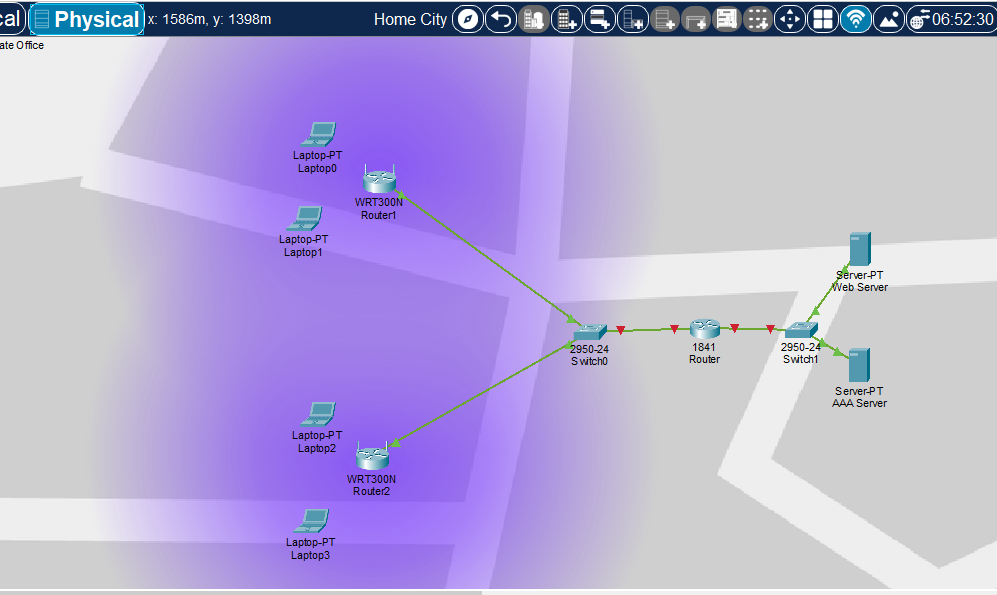 al
Physical
x: 1586m, y: 1398m
Home City
06:52:30
ate Office
Laptop-PT
Laptop0
WRT300N
Router1
Laptop-PT
Laptop1
Server-PT
Web Server
2950-24
Switch0
1841
Router
2950-24
Switch1
Server-PT
AAA Server
Laptop-PT
Laptop2
WRT300N
Router2
Laptop-PT
Laptop3